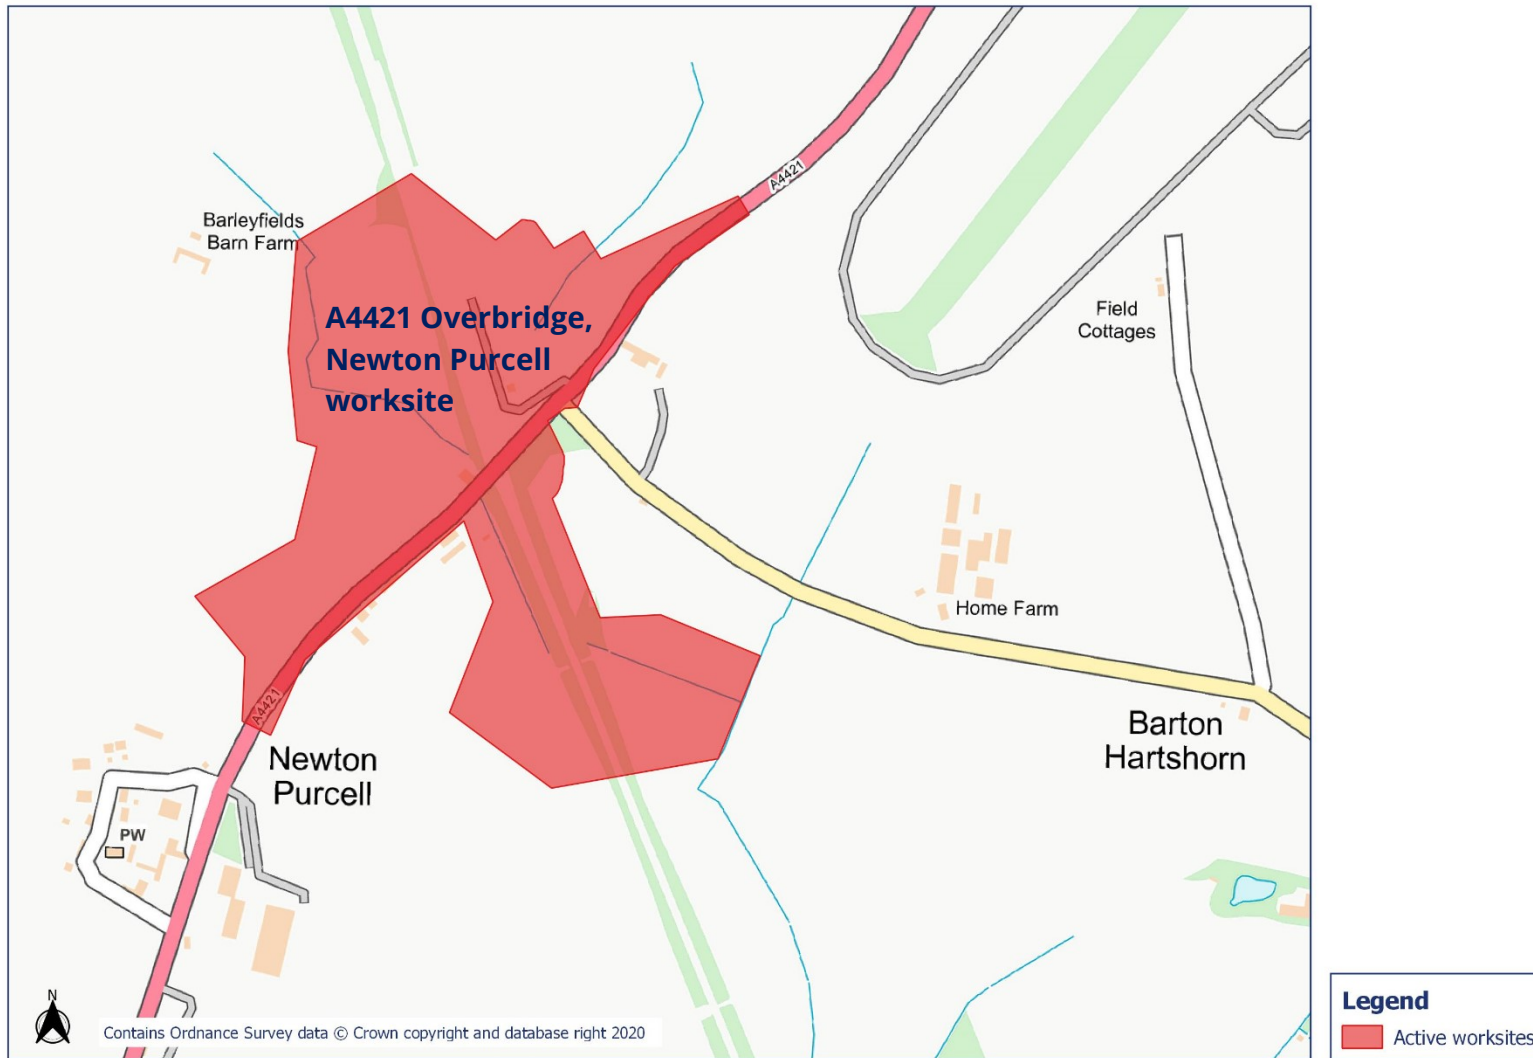 A4421
Barleyfields
Barn Farm
A4421 Overbridge,
Newton Purcell
worksite
Field
Cottages
Home Farm
A4421
Barton
Hartshorn
Newton
Purcell
PW
N
Contains Ordnance Survey data © Crown copyright and database right 2020
Legend
Active worksites